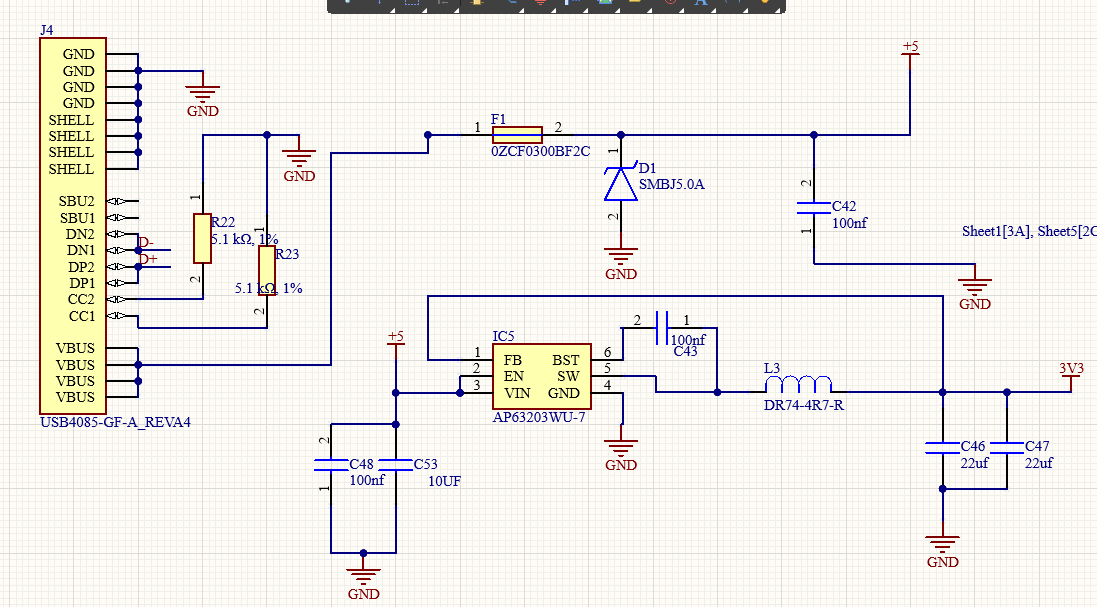 J4
GND
GND
GND
GND
SHELL
SHELL
SHELL
SHELL
SBU2
SBU1
DN2
DN1
DP2
DP1
CC2
CC1
VBUS
VBUS
VBUS
VBUS
USB4085-GF-A_REVA4
D-
D+
GND
GND
1
R22
5.1 kΩ, 1%
2
1
R23
5.1 kΩ, 1%
2
+5
F1
1
2
0ZCF0300BF2C
1
D1
SMBJ5.0A
2
GND
2
C42
100nf
1
GND
Sheet1[3A], Sheet5[2C
+5
IC5
1
2
3
FB
EN
VIN
BST
SW
GND
6
5
4
AP63203WU-7
GND
2
1
100nf
C43
L3
DR74-4R7-R
3V3
C46
22uf
C47
22uf
GND
2
C48
100nf
1
C53
10UF
GND